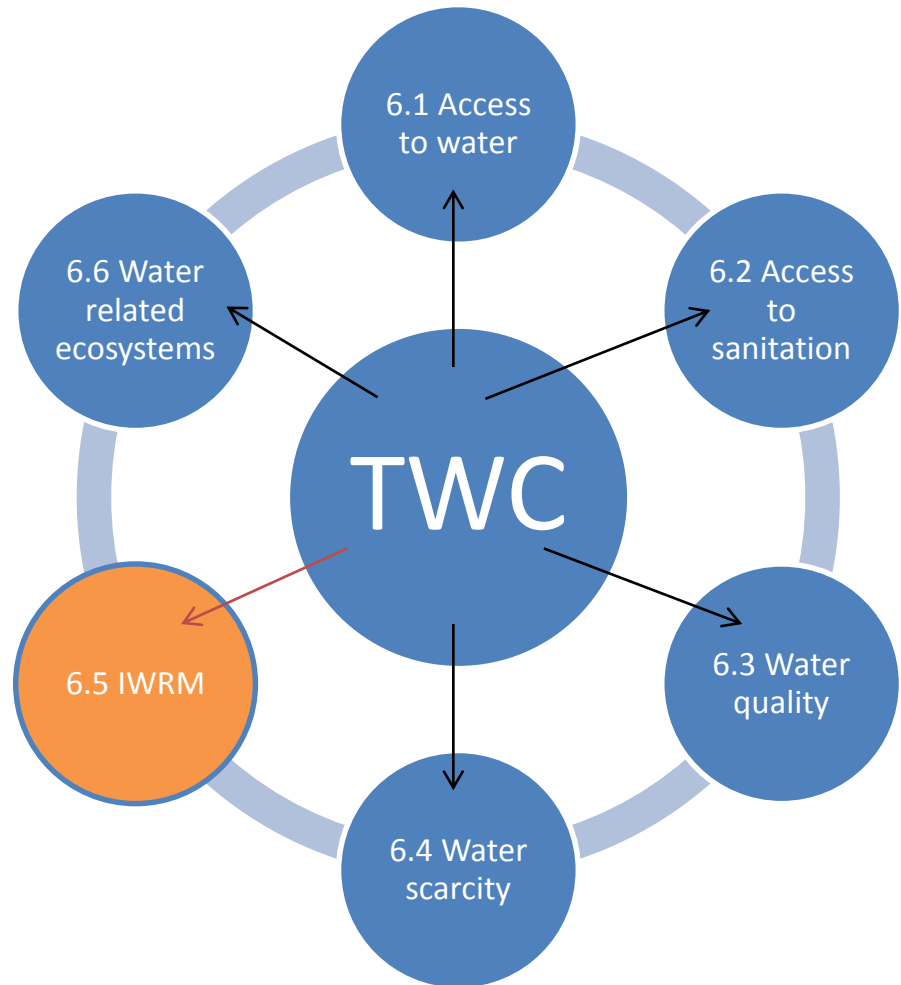 6.1 Access
to water
6.2 Access
to
sanitation
6.3 Water
quality
6.4 Water
scarcity
6.5 IWRM
6.6 Water
related
ecosystems
TWC